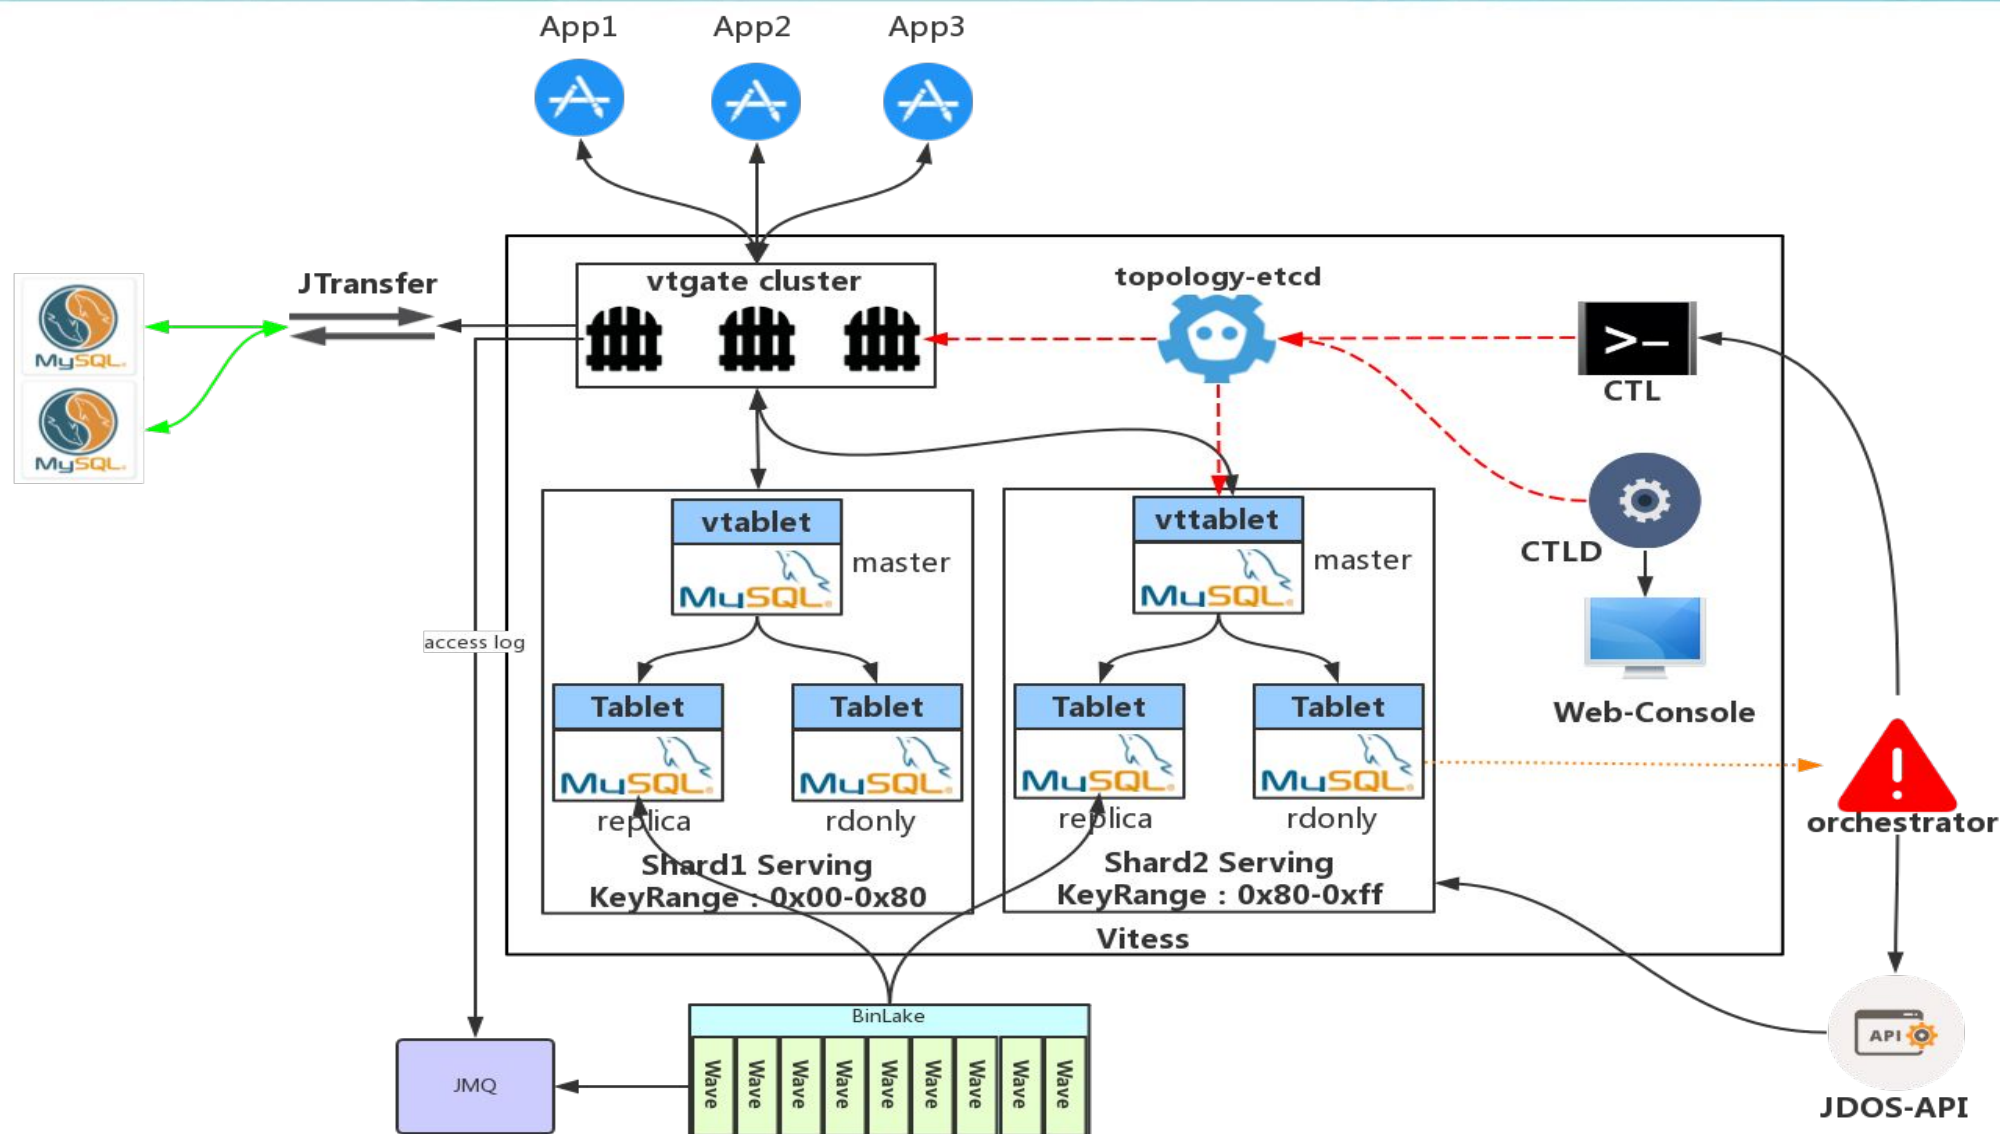 App1
App2
App3
JTransfer
vtgate cluster
topology-etcd
>_
CTL
MySQL
MySQL
CTLD
vtablet
MySQL
master
vttablet
MySQL
master
access log
Web-Console
Tablet
MySQL
replica
Tablet
MySQL
rdonly
Shard1 Serving
KeyRange : 0x00-0x80
Tablet
MySQL
replica
Tablet
MySQL
rdonly
Shard2 Serving
KeyRange : 0x80-0xff
!
orchestrator
Vitess
BinLake
Wave
Wave
Wave
Wave
Wave
Wave
Wave
Wave
Wave
JMQ
API
JDOS-API